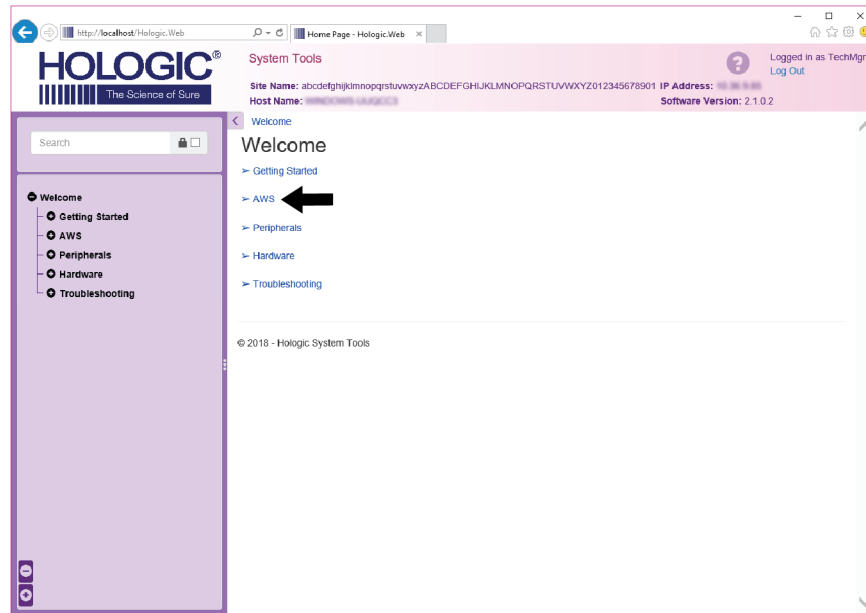 http://localhost/Hologic.Web
Home Page - Hologic.Web
HOLOGIC®
The Science of Sure
System Tools
Logged in as TechMgr
Log Out
Site Name: abcdefghijklmnopqrstuvwxyzABCDEFGHIJKLMNOPQRSTUVWXYZ012345678901 IP Address:
Host Name:
Software Version: 2.1.0.2
Search
Welcome
Getting Started
AWS
Peripherals
Hardware
Troubleshooting
Welcome
Welcome
➢ Getting Started
➢ AWS
➢ Peripherals
➢ Hardware
➢ Troubleshooting
© 2018 - Hologic System Tools